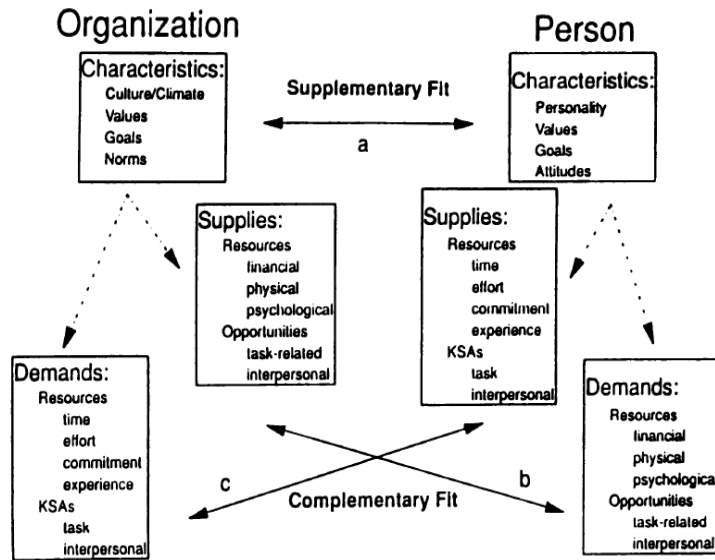 Organization
Person
Characteristics:
Culture/Climate
Values
Goals
Norms
Supplementary Fit
a
Characteristics:
Personality
Values
Goals
Attitudes
Supplies:
Resources
financial
physical
psychological
Opportunities
task-related
interpersonal
Supplies:
Resources
time
effort
commitment
experience
KSAs
task
interpersonal
Demands:
Resources
time
effort
commitment
experience
KSAs
task
interpersonal
Demands:
Resources
financial
physical
psychological
Opportunities
task-related
interpersonal
c
b
Complementary Fit